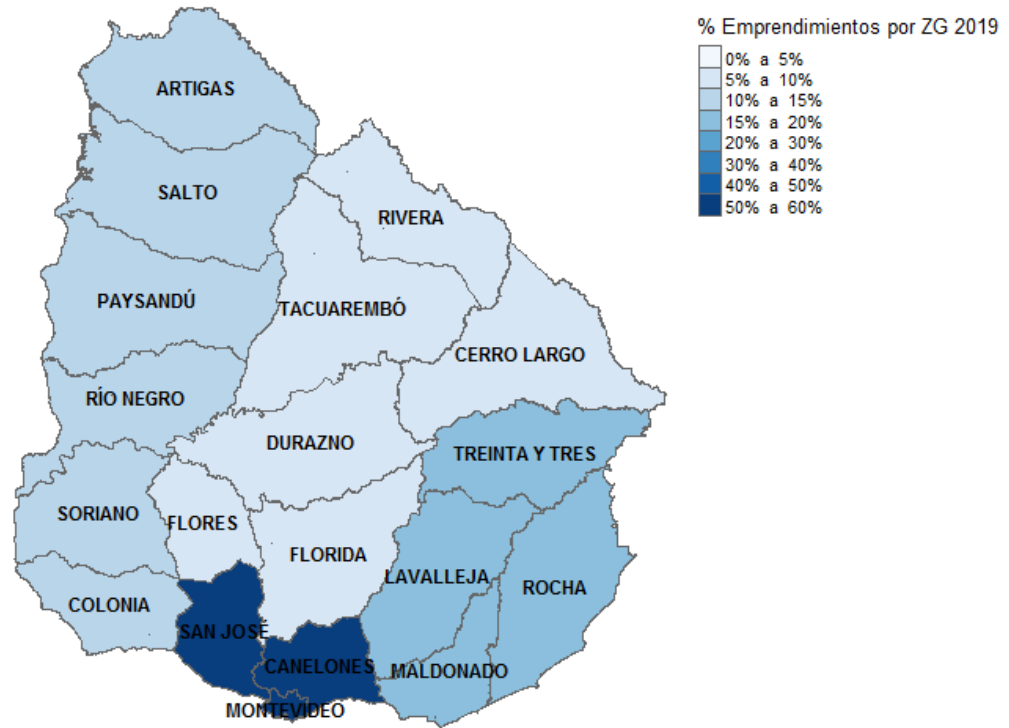 % Emprendimientos por ZG 2019
0% a 5%
5% a 10%
10% a 15%
15% a 20%
20% a 30%
30% a 40%
40% a 50%
50% a 60%
ARTIGAS
SALTO
RIVERA
PAYSANDÚ
TACUAREMBÓ
CERRO LARGO
RÍO NEGRO
DURAZNO
TREINTA Y TRES
SORIANO
FLORES
FLORIDA
LAVALLEJA
ROCHA
COLONIA
SAN JOSÉ
CANELONES
MALDONADO
MONTEVIDEO